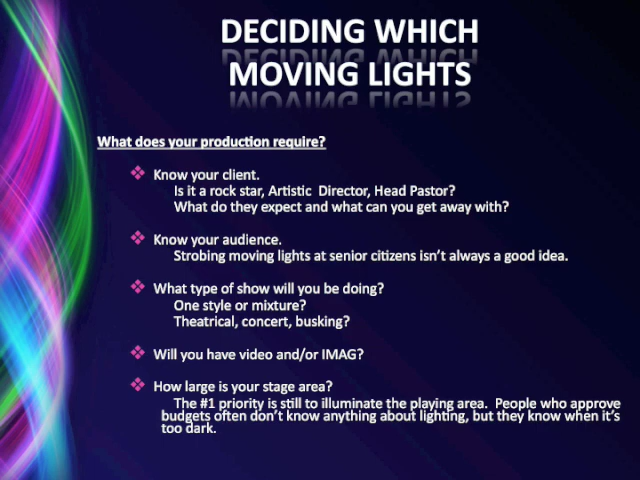 DECIDING WHICH
MOVING LIGHTS
What does your production require?
❖ Know your client.
Is it a rock star, Artistic Director, Head Pastor?
What do they expect and what can you get away with?
❖ Know your audience.
Strobing moving lights at senior citizens isn't always a good idea.
❖ What type of show will you be doing?
One style or mixture?
Theatrical, concert, busking?
❖ Will you have video and/or IMAG?
❖ How large is your stage area?
The #1 priority is still to illuminate the playing area. People who approve
budgets often don't know anything about lighting, but they know when it's
too dark.